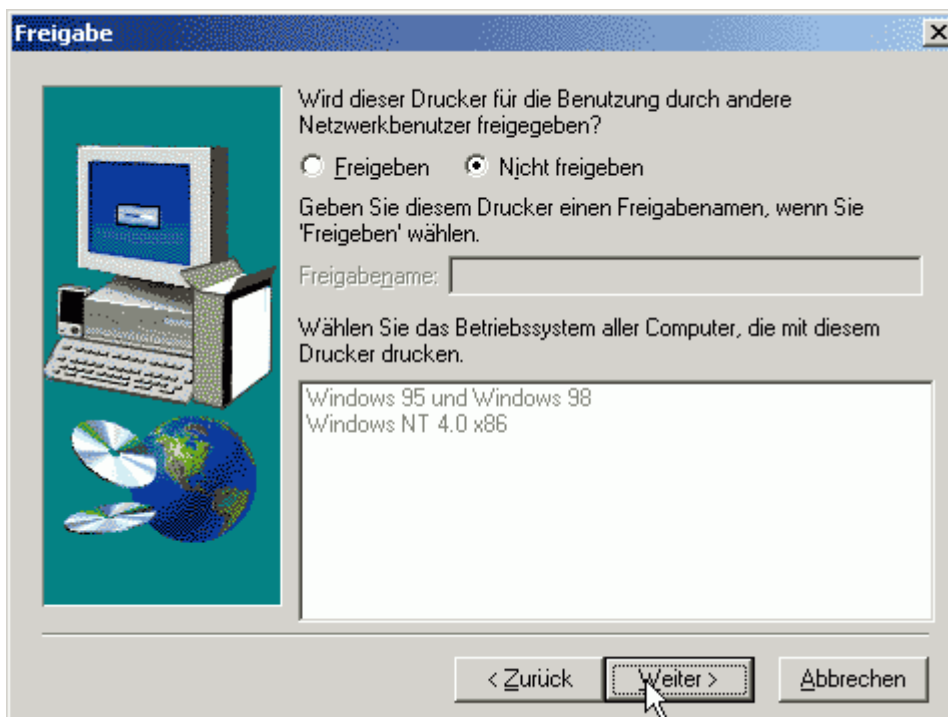 Freigabe
Wird dieser Drucker für die Benutzung durch andere
Netzwerkbenutzer freigegeben?
Freigeben Nicht freigeben
Geben Sie diesem Drucker einen Freigabenamen, wenn Sie
'Freigeben' wählen.
Freigabename:
Wählen Sie das Betriebssystem aller Computer, die mit diesem
Drucker drucken.
Windows 95 und Windows 98
Windows NT 4.0 x86
< Zurück Weiter > Abbrechen